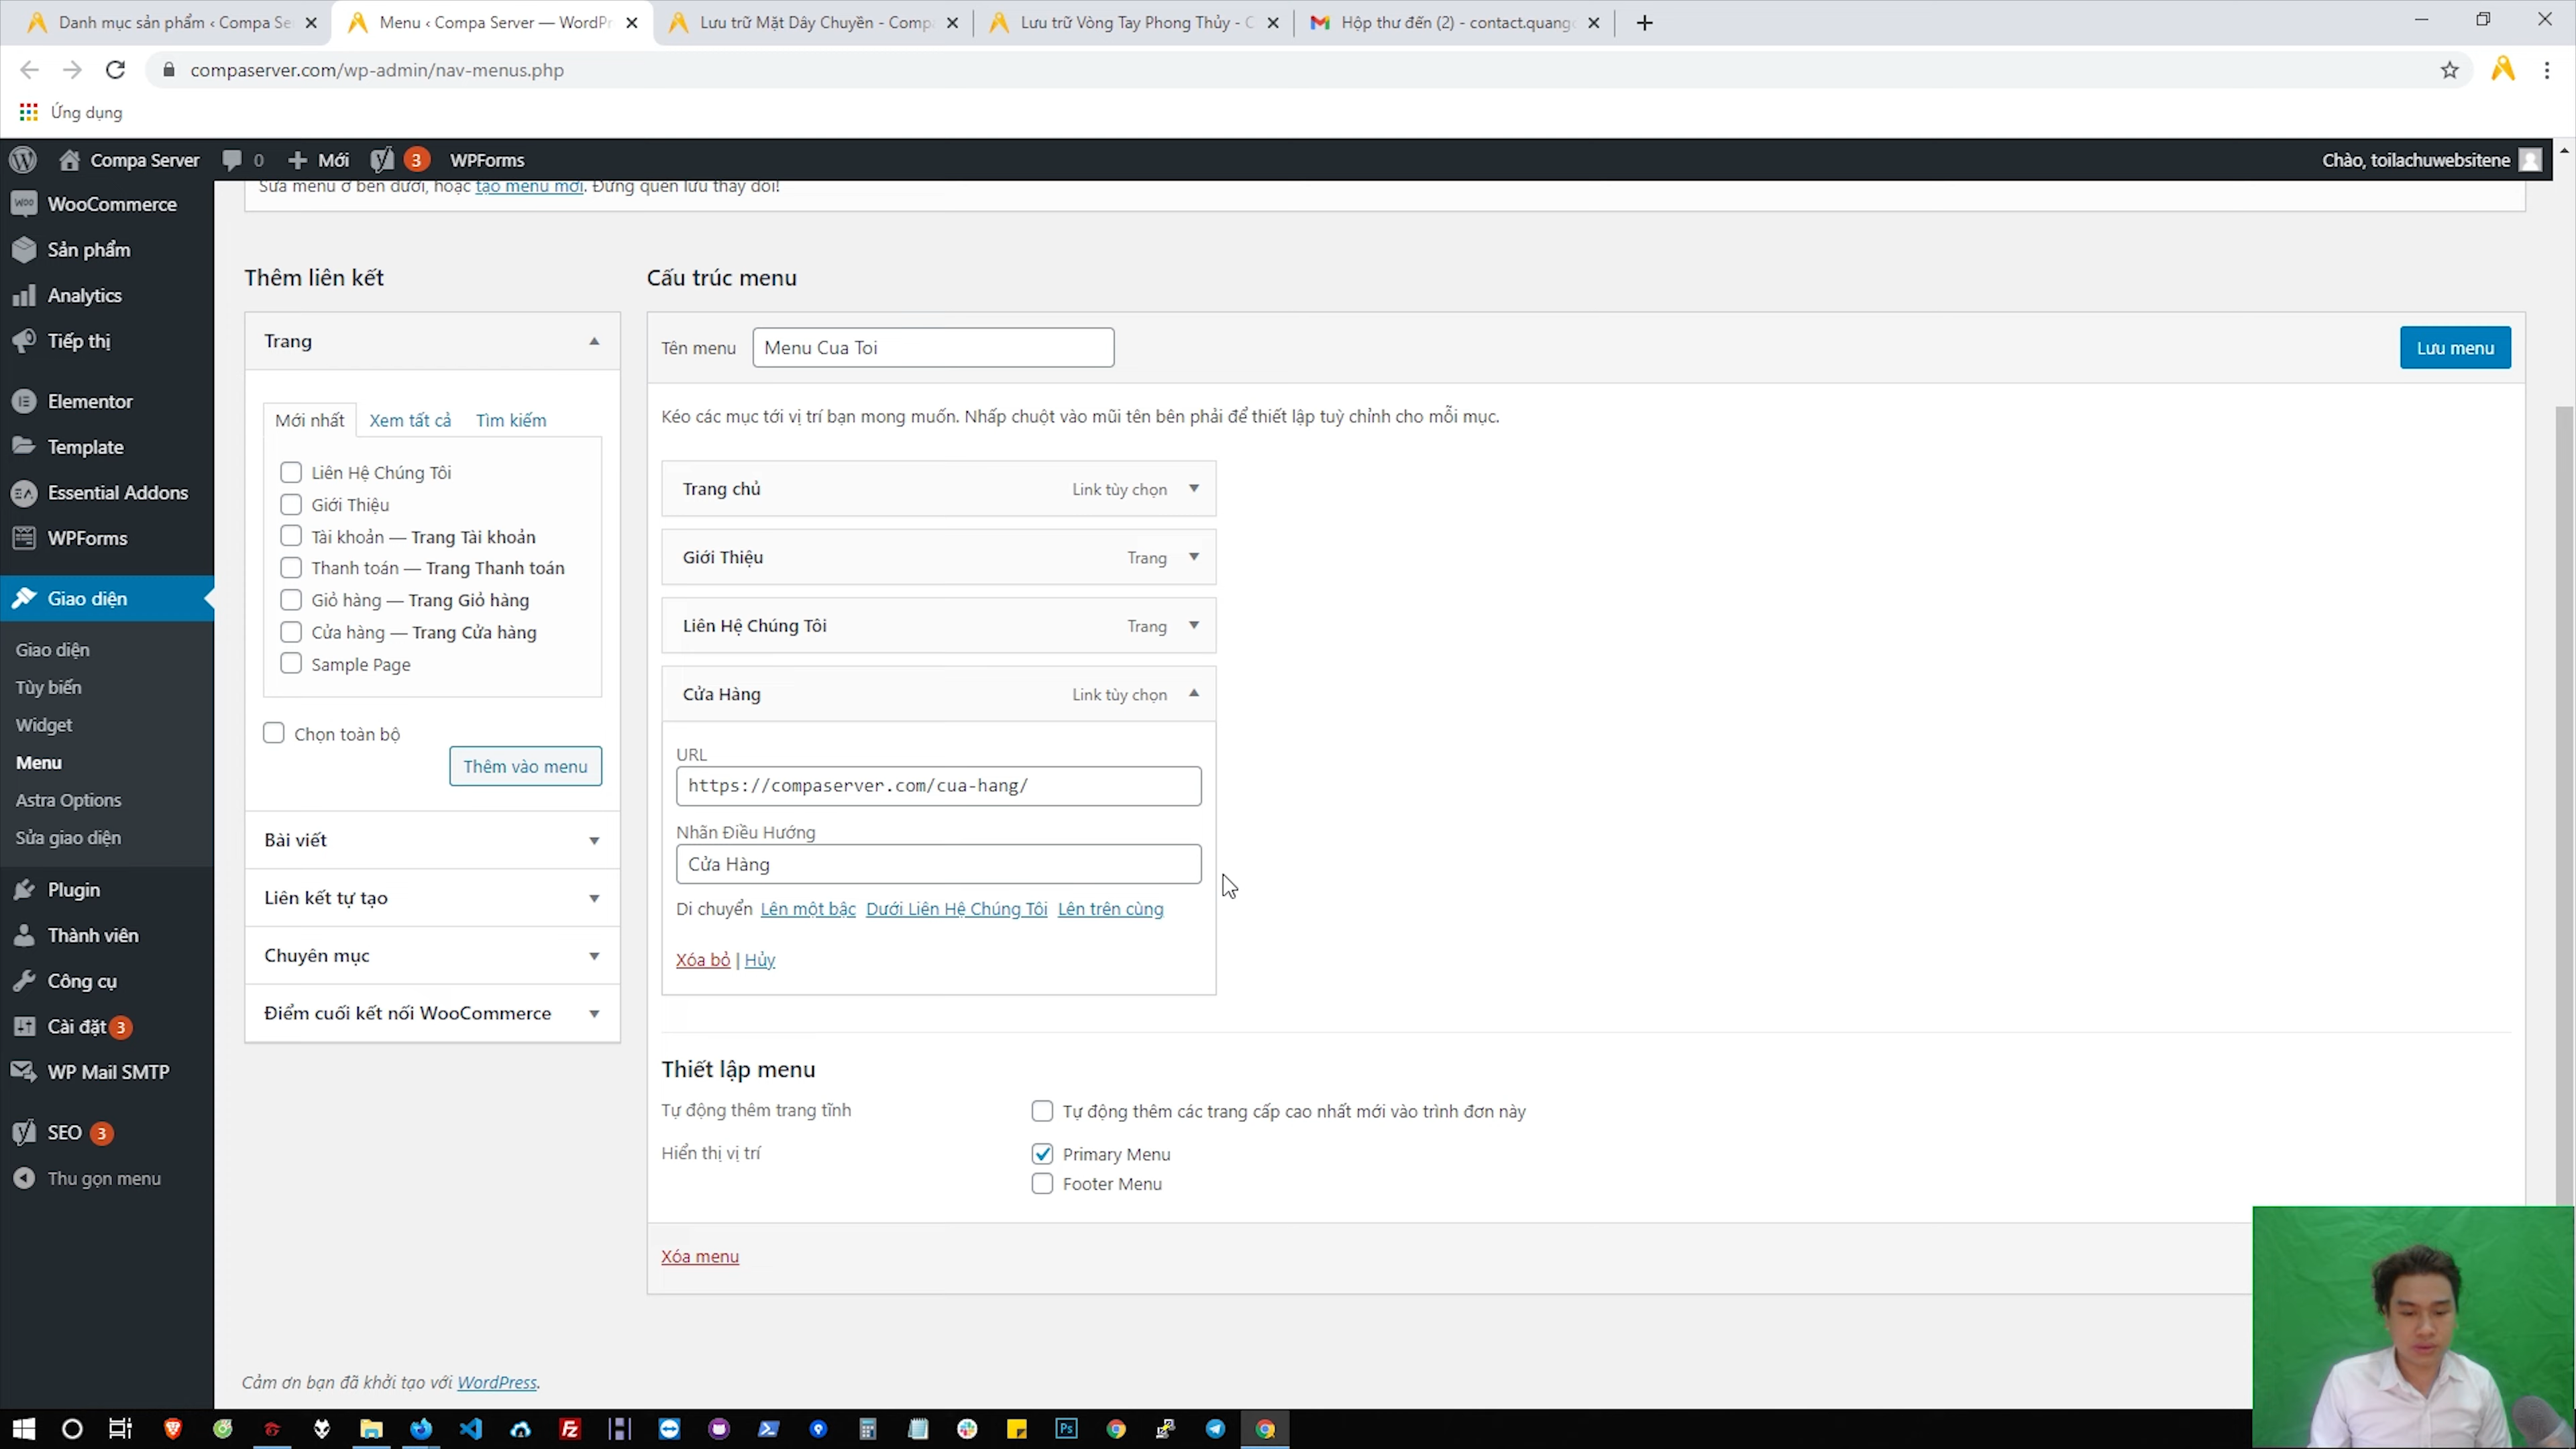 Danh mục sản phẩm ‹ Compa Se
Menu ‹ Compa Server — WordPr
Lưu trữ Mặt Dây Chuyền - Compa
Lưu trữ Vòng Tay Phong Thủy - C
Hộp thư đến (2) - contact.quang
compaserver.com/wp-admin/nav-menus.php
Ứng dụng
Compa Server
0
Mới
3
WPForms
Chào, toilachuwebsitene
WooCommerce
Sản phẩm
Analytics
Tiếp thị
Elementor
Template
Essential Addons
WPForms
Giao diện
Giao diện
Tùy biến
Widget
Menu
Astra Options
Sửa giao diện
Plugin
Thành viên
Công cụ
Cài đặt 3
WP Mail SMTP
SEO 3
Thu gọn menu
Sửa menu ở bên dưới, hoặc tạo menu mới. Đừng quên lưu thay đổi!
Thêm liên kết
Trang
Mới nhất
Xem tất cả
Tìm kiếm
Liên Hệ Chúng Tôi
Giới Thiệu
Tài khoản — Trang Tài khoản
Thanh toán — Trang Thanh toán
Giỏ hàng — Trang Giỏ hàng
Cửa hàng — Trang Cửa hàng
Sample Page
Chọn toàn bộ
Thêm vào menu
Bài viết
Liên kết tự tạo
Chuyên mục
Điểm cuối kết nối WooCommerce
Cấu trúc menu
Tên menu
Menu Cua Toi
Lưu menu
Kéo các mục tới vị trí bạn mong muốn. Nhấp chuột vào mũi tên bên phải để thiết lập tuỳ chỉnh cho mỗi mục.
Trang chủ
Link tùy chọn
Giới Thiệu
Trang
Liên Hệ Chúng Tôi
Trang
Cửa Hàng
Link tùy chọn
URL
https://compaserver.com/cua-hang/
Nhãn Điều Hướng
Cửa Hàng
Di chuyển Lên một bậc Dưới Liên Hệ Chúng Tôi Lên trên cùng
Xóa bỏ | Hủy
Thiết lập menu
Tự động thêm trang tĩnh
Tự động thêm các trang cấp cao nhất mới vào trình đơn này
Hiển thị vị trí
Primary Menu
Footer Menu
Xóa menu
Cảm ơn bạn đã khởi tạo với WordPress.